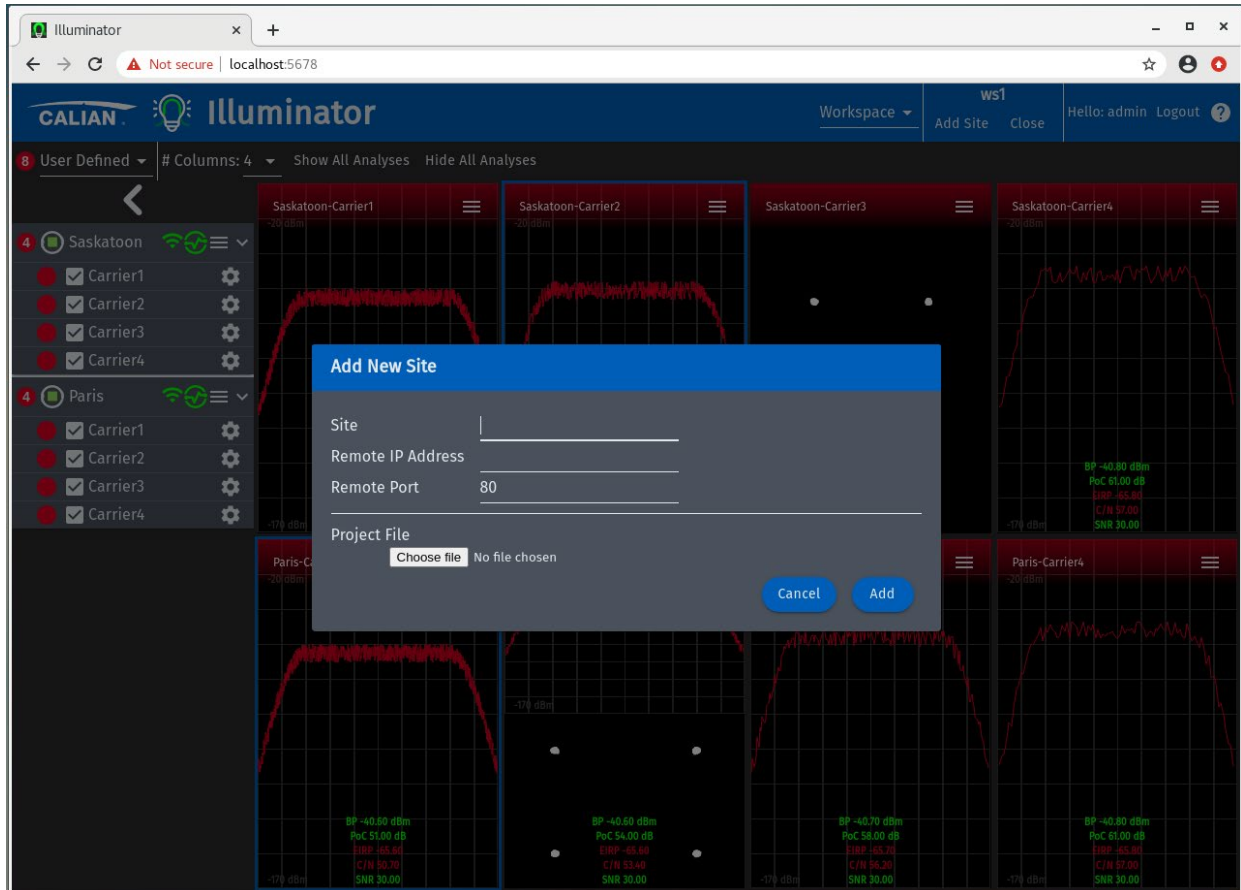 Illuminator
Not secure | localhost:5678
CALIAN Illuminator
Workspace
ws1
Add Site Close
Hello: admin Logout ?
8 User Defined # Columns: 4 Show All Analyses Hide All Analyses
Saskatoon-Carrier1
Saskatoon-Carrier2
Saskatoon-Carrier3
Saskatoon-Carrier4
-20 dBm
-20 dBm
-20 dBm
4 Saskatoon
Carrier1
Carrier2
Carrier3
Carrier4
4 Paris
Carrier1
Carrier2
Carrier3
Carrier4
Add New Site
Site
Remote IP Address
Remote Port 80
Project File
Choose file No file chosen
Cancel Add
BP -40.80 dBm
PoC 61.00 dB
EIRP -65.80
C/N 57.00
SNR 30.00
-170 dBm
-170 dBm
Paris-Ca
Paris-Carrier4
-20 dBm
-20 dBm
-170 dBm
BP -40.60 dBm
PoC 51.00 dB
EIRP -65.60
C/N 50.70
SNR 30.00
-170 dBm
BP -40.60 dBm
PoC 54.00 dB
EIRP -65.60
C/N 53.40
SNR 30.00
BP -40.70 dBm
PoC 58.00 dB
EIRP -65.70
C/N 56.20
SNR 30.00
-170 dBm
BP -40.80 dBm
PoC 61.00 dB
EIRP -65.80
C/N 57.00
SNR 30.00
-170 dBm